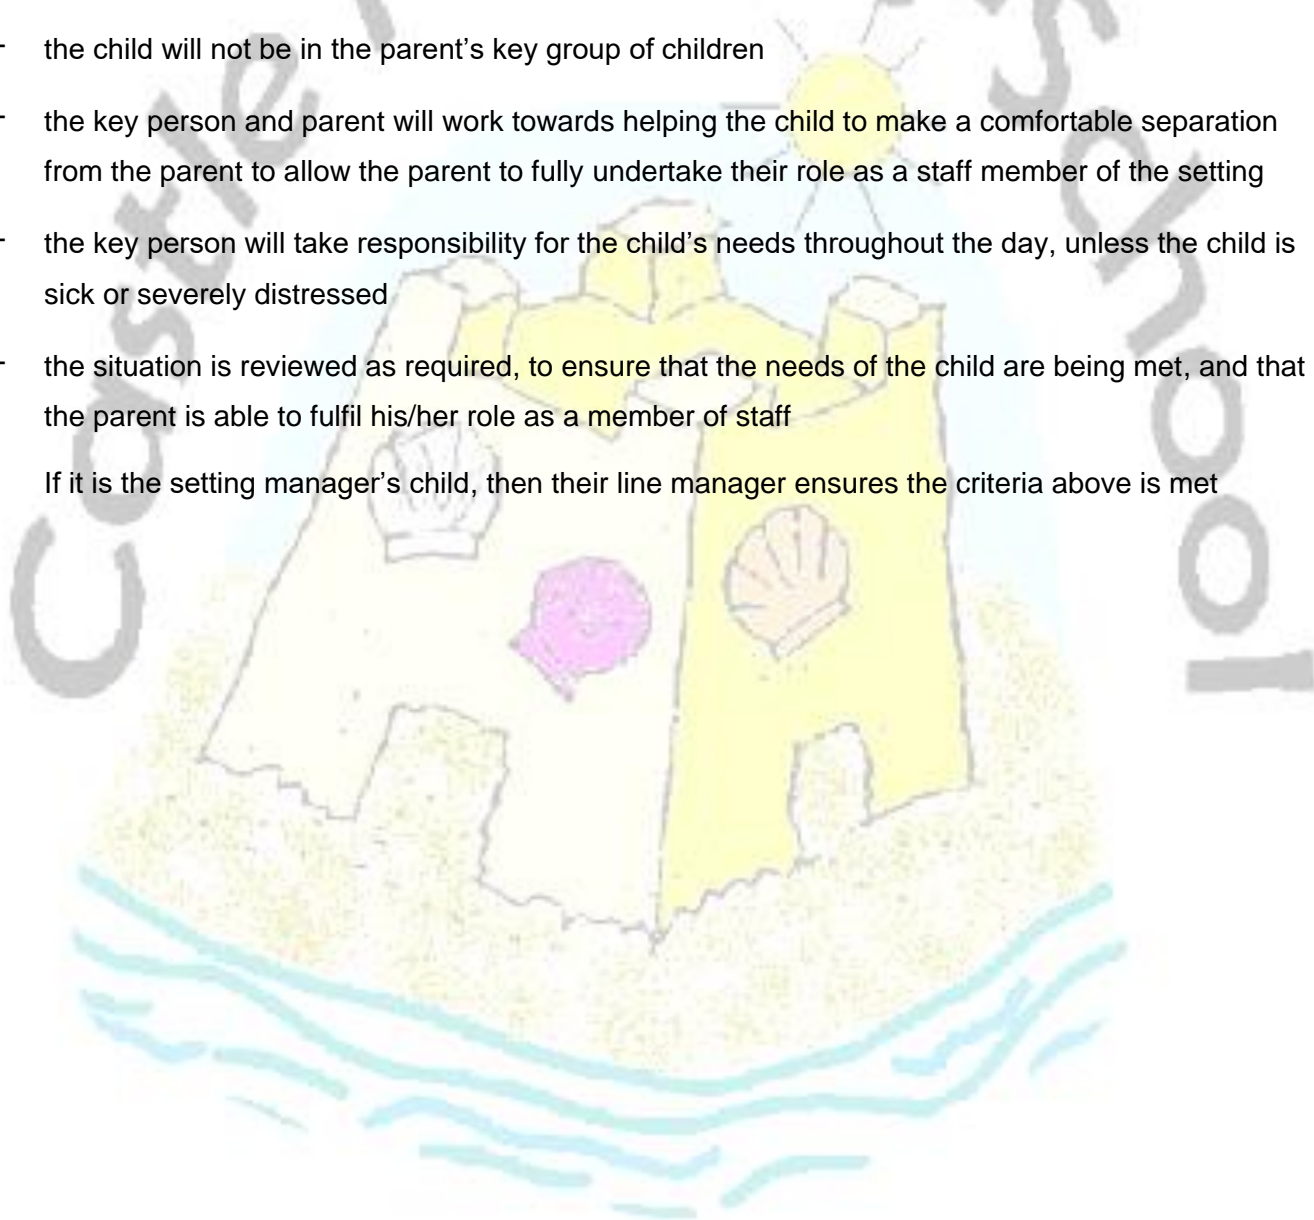 - the child will not be in the parent's key group of children
- the key person and parent will work towards helping the child to make a comfortable separation
from the parent to allow the parent to fully undertake their role as a staff member of the setting
- the key person will take responsibility for the child's needs throughout the day, unless the child is
sick or severely distressed
- the situation is reviewed as required, to ensure that the needs of the child are being met, and that
the parent is able to fulfil his/her role as a member of staff
If it is the setting manager's child, then their line manager ensures the criteria above is met
Castle